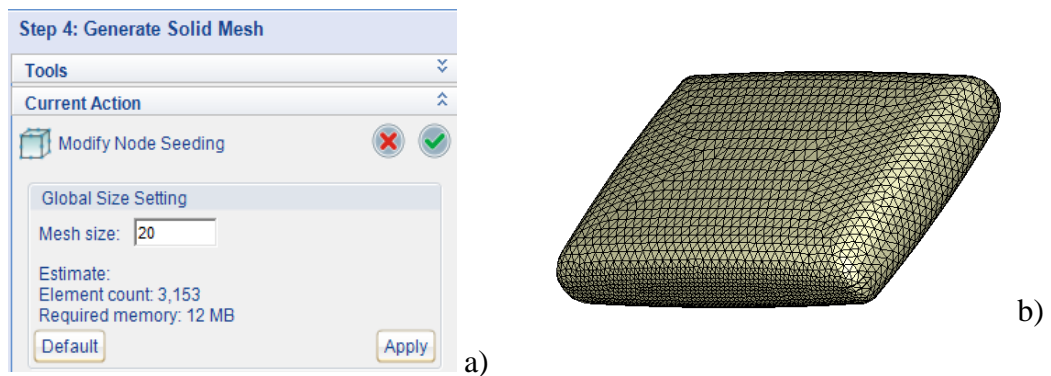 Step 4: Generate Solid Mesh
Tools
Current Action
Modify Node Seeding
Global Size Setting
Mesh size: 20
Estimate:
Element count: 3,153
Required memory: 12 MB
Default Apply
a)
b)